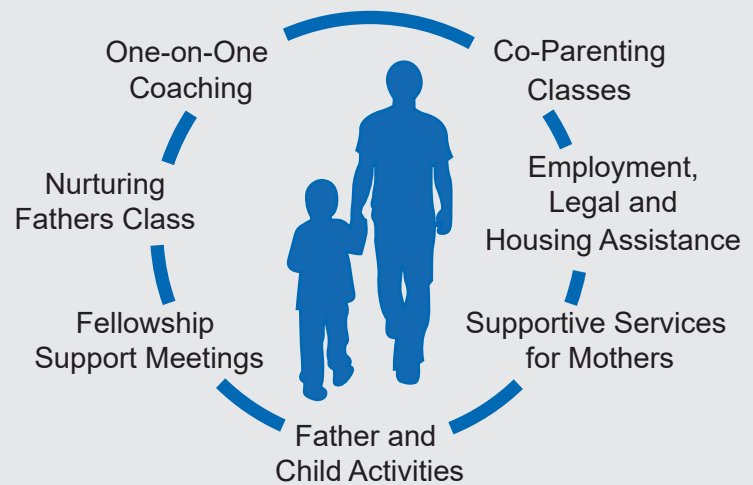 One-on-One
Coaching
Co-Parenting
Classes
Nurturing
Fathers Class
Employment,
Legal and
Housing Assistance
Fellowship
Support Meetings
Supportive Services
for Mothers
Father and
Child Activities